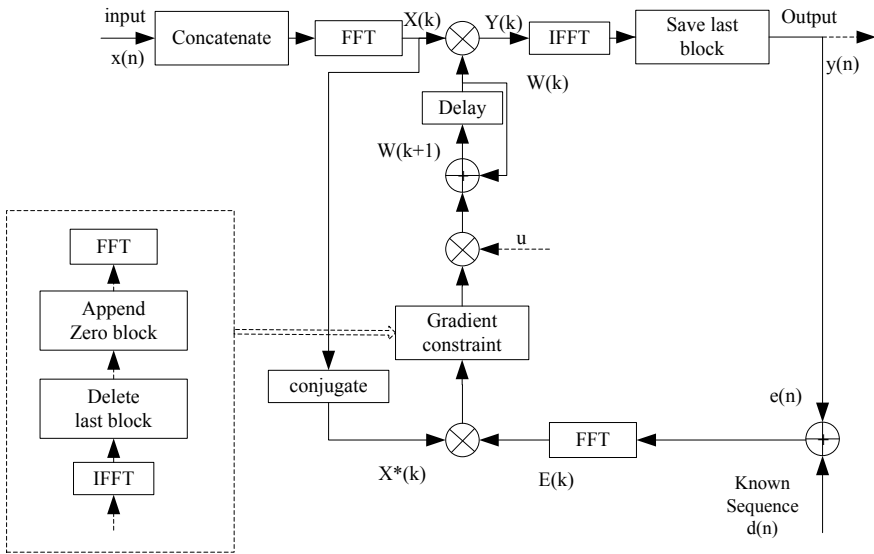 input
x(n)
Concatenate
FFT
X(k)
Y(k)
IFFT
Save last
block
Output
y(n)
W(k)
Delay
W(k+1)
+
u
Gradient
constraint
conjugate
X*(k)
FFT
E(k)
e(n)
+
Known
Sequence
d(n)
FFT
Append
Zero block
Delete
last block
IFFT